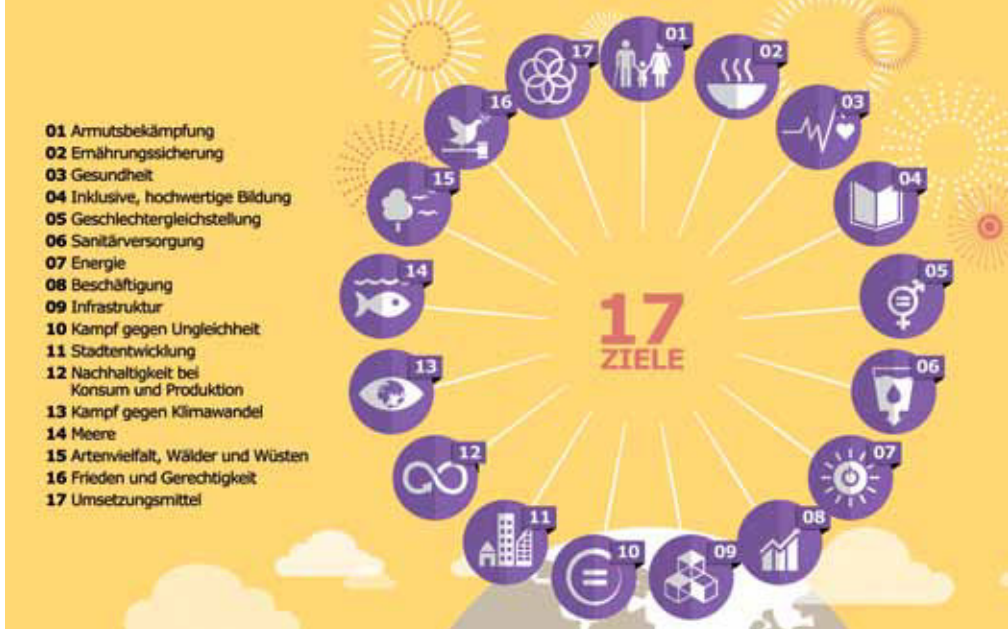 01 Armutsbekämpfung
02 Ernährungssicherung
03 Gesundheit
04 Inklusive, hochwertige Bildung
05 Geschlechtergleichstellung
06 Sanitärversorgung
07 Energie
08 Beschäftigung
09 Infrastruktur
10 Kampf gegen Ungleichheit
11 Stadtentwicklung
12 Nachhaltigkeit bei
Konsum und Produktion
13 Kampf gegen Klimawandel
14 Meere
15 Artenvielfalt, Wälder und Wüsten
16 Frieden und Gerechtigkeit
17 Umsetzungsmittel
17
ZIELE
01
02
03
04
05
06
07
08
09
10
11
12
13
14
15
16
17